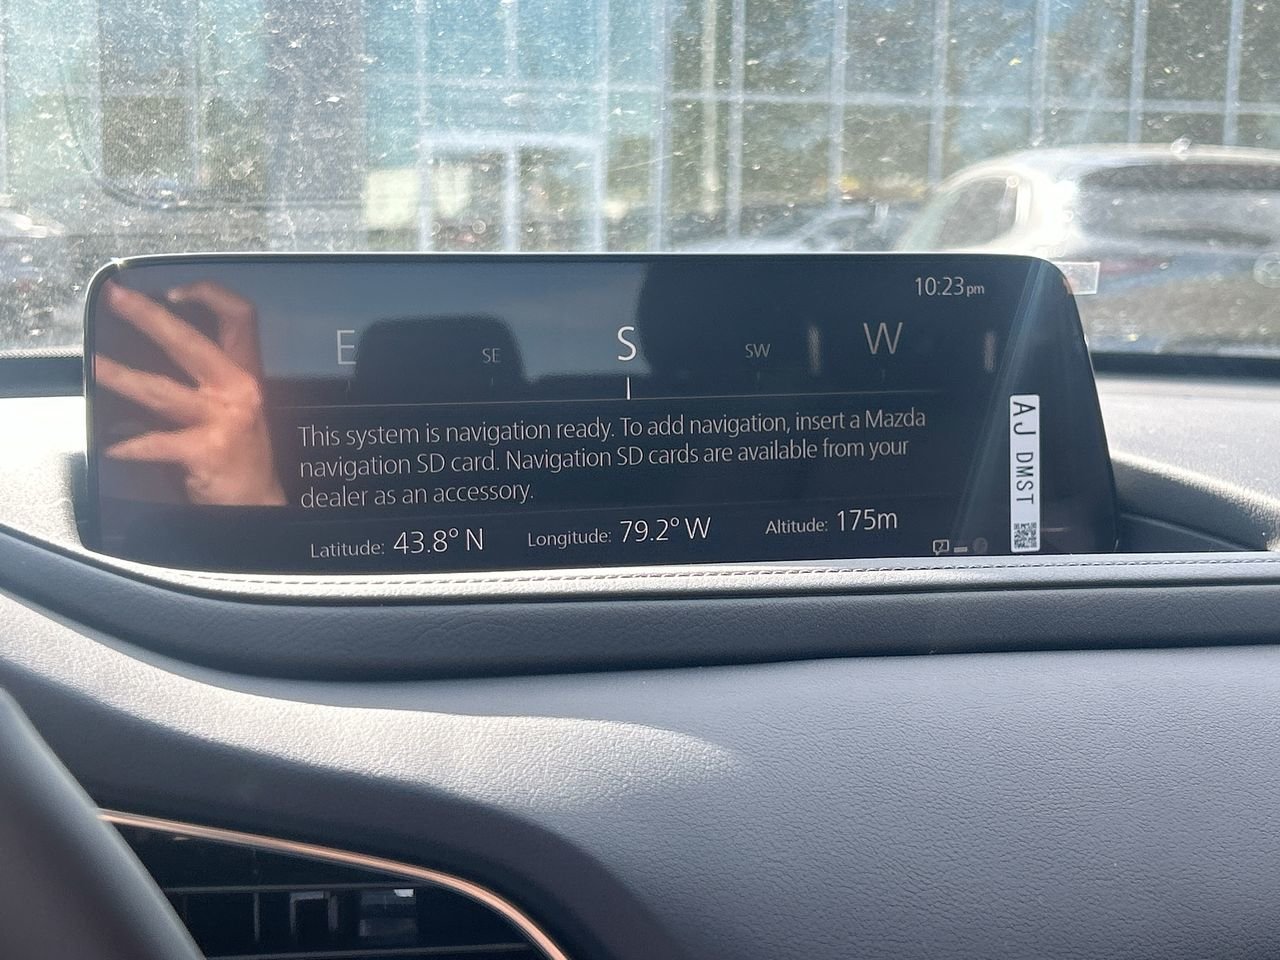 10:23pm
E SE S SW W
This system is navigation ready. To add navigation, insert a Mazda
navigation SD card. Navigation SD cards are available from your
dealer as an accessory.
Latitude: 43.8° N Longitude: 79.2° W Altitude: 175m
AJ DMST